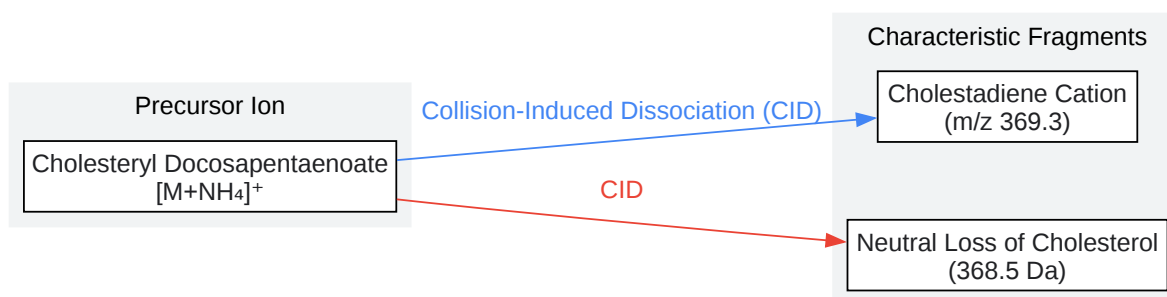 Precursor Ion
Cholesteryl Docosapentaenoate
[M+NH₄]⁺
Collision-Induced Dissociation (CID)
CID
Characteristic Fragments
Cholestadiene Cation
(m/z 369.3)
Neutral Loss of Cholesterol
(368.5 Da)